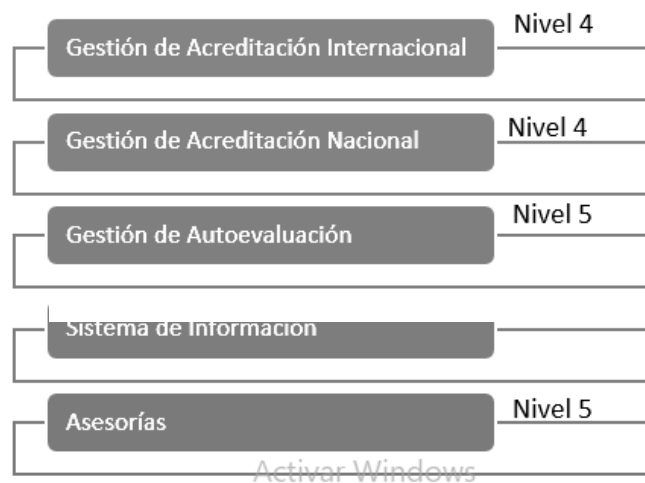 Nivel 4
Gestión de Acreditación Internacional
Nivel 4
Gestión de Acreditación Nacional
Nivel 5
Gestión de Autoevaluación
Sistema de Información
Nivel 5
Asesorías
Activar Windows